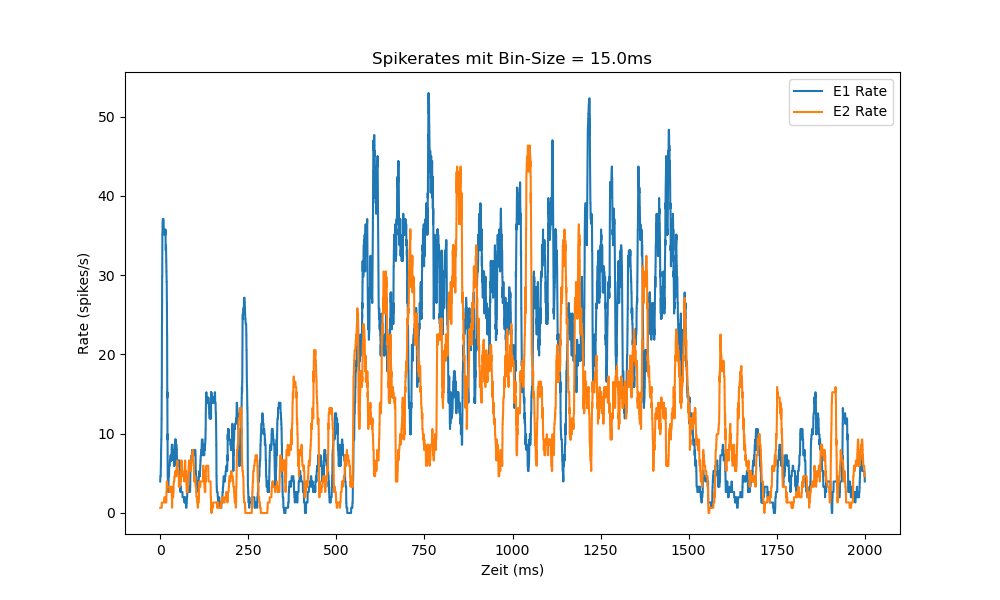 Spikerates mit Bin-Size = 15.0ms
E1 Rate
E2 Rate
Rate (spikes/s)
50
40
30
20
10
0
0 250 500 750 1000 1250 1500 1750 2000
Zeit (ms)